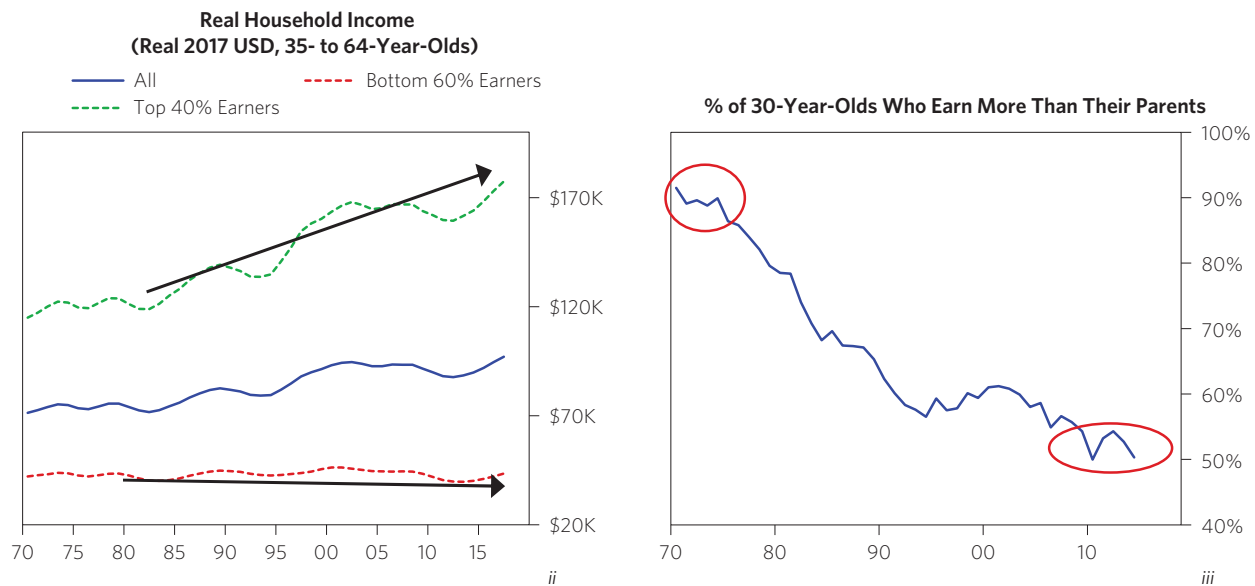 Real Household Income
(Real 2017 USD, 35- to 64-Year-Olds)
All
Bottom 60% Earners
Top 40% Earners
$170K
$120K
$70K
$20K
70 75 80 85 90 95 00 05 10 15
ii
% of 30-Year-Olds Who Earn More Than Their Parents
100%
90%
80%
70%
60%
50%
40%
70 80 90 00 10
iii